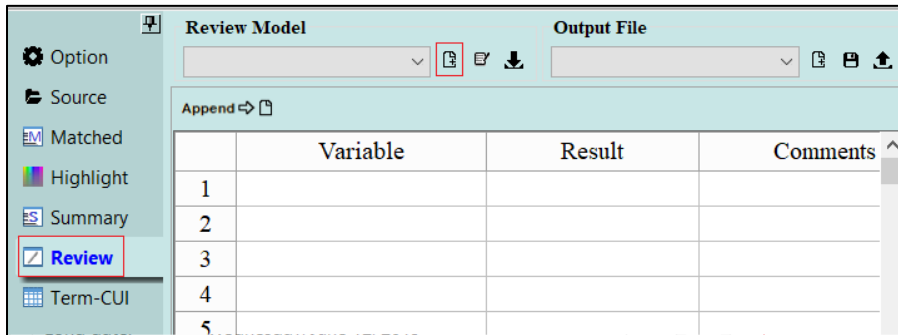 Review Model
Output File
Option
Source
Matched
Highlight
Summary
Review
Term-CUI
Append
Variable Result Comments
1
2
3
4
5